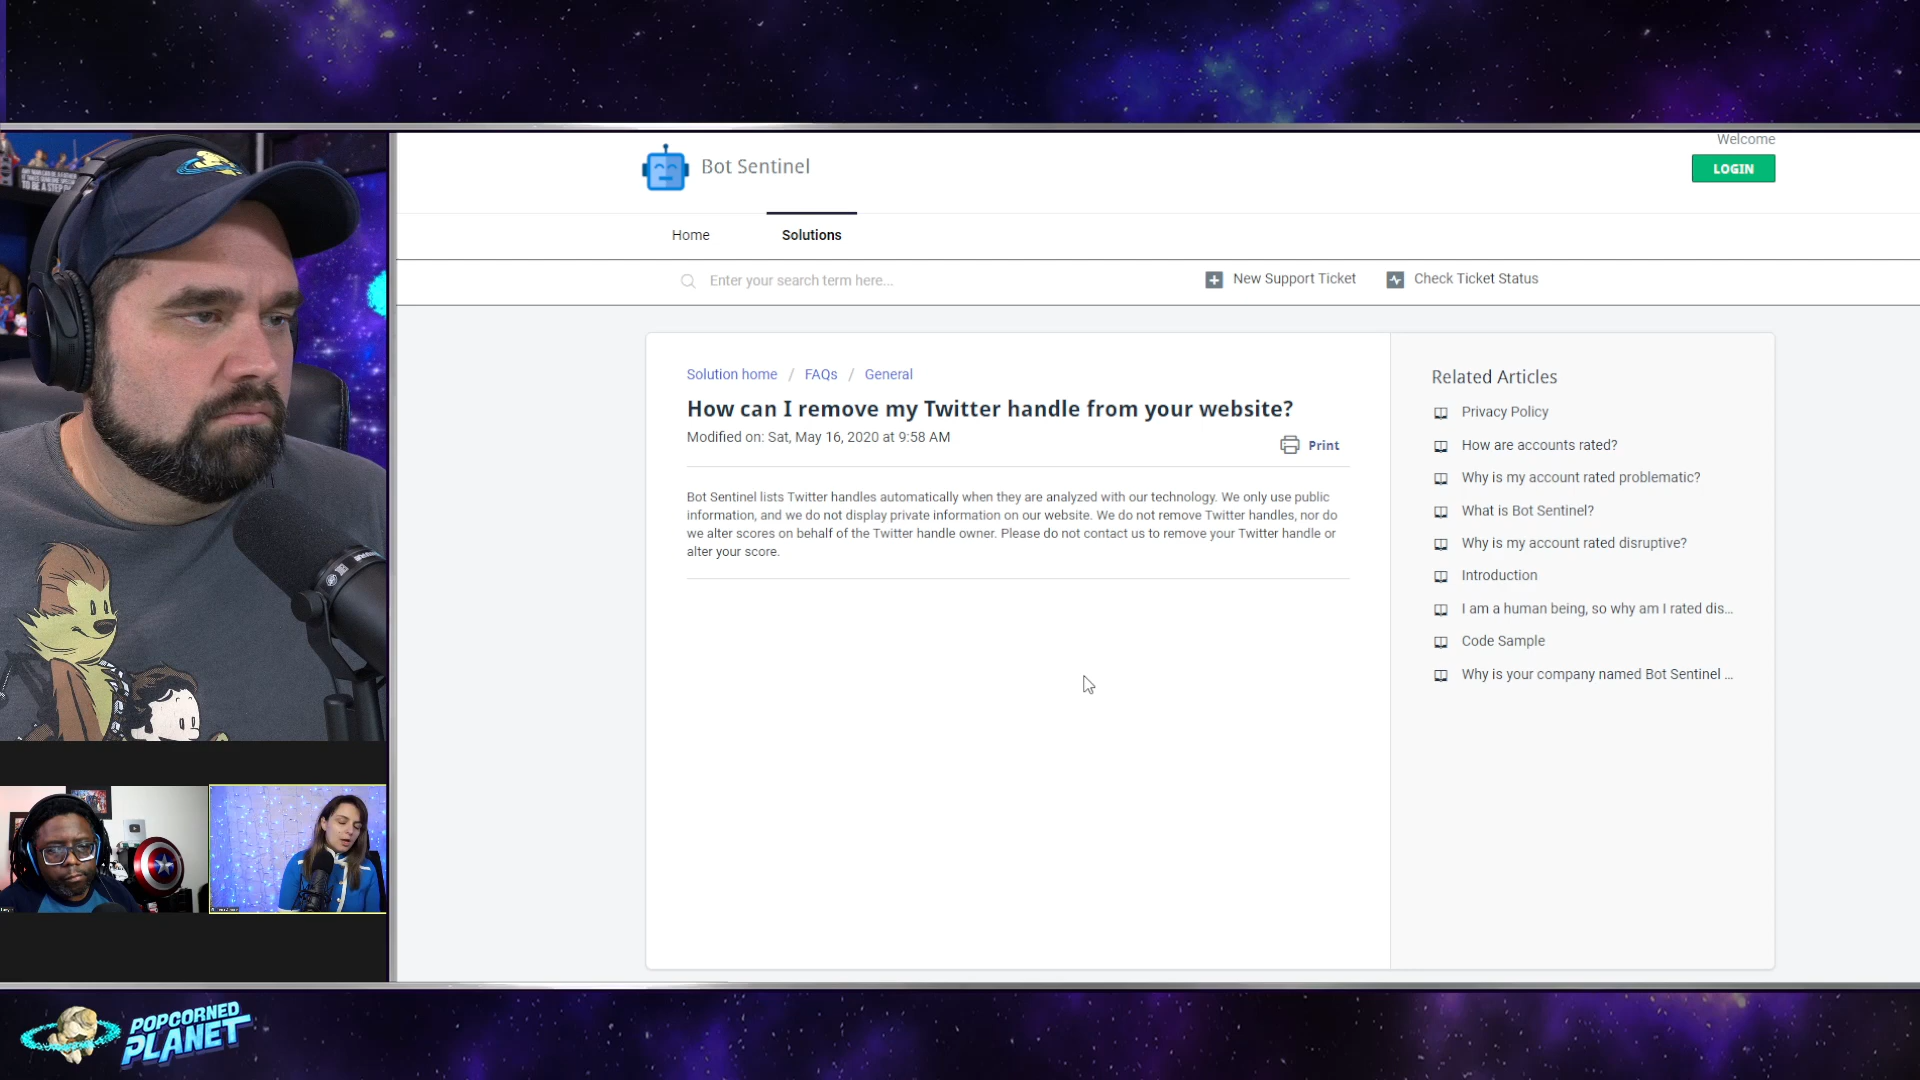 Welcome
Bot Sentinel
LOGIN
Home
Solutions
Enter your search term here...
New Support Ticket
Check Ticket Status
Solution home / FAQs / General
How can I remove my Twitter handle from your website?
Modified on: Sat, May 16, 2020 at 9:58 AM
Print
Bot Sentinel lists Twitter handles automatically when they are analyzed with our technology. We only use public
information, and we do not display private information on our website. We do not remove Twitter handles, nor do
we alter scores on behalf of the Twitter handle owner. Please do not contact us to remove your Twitter handle or
alter your score.
Related Articles
Privacy Policy
How are accounts rated?
Why is my account rated problematic?
What is Bot Sentinel?
Why is my account rated disruptive?
Introduction
I am a human being, so why am I rated dis...
Code Sample
Why is your company named Bot Sentinel ...
TO BE A STEP
POPCORNED
PLANET